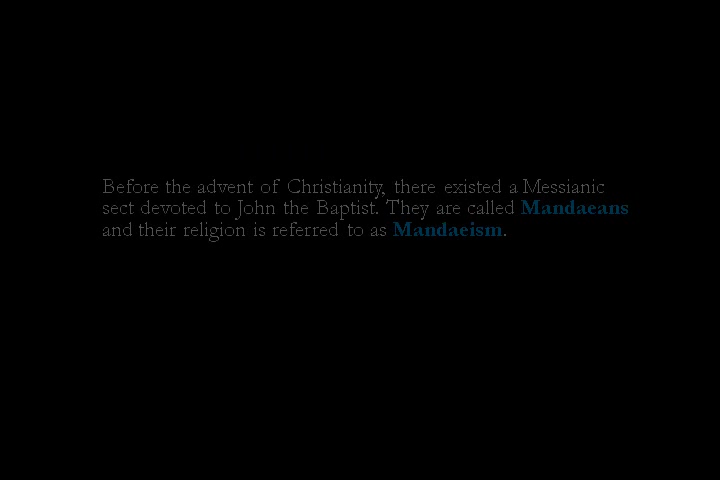 Before the advent of Christianity, there existed a Messianic
sect devoted to John the Baptist. They are called Mandaeans
and their religion is referred to as Mandaeism.